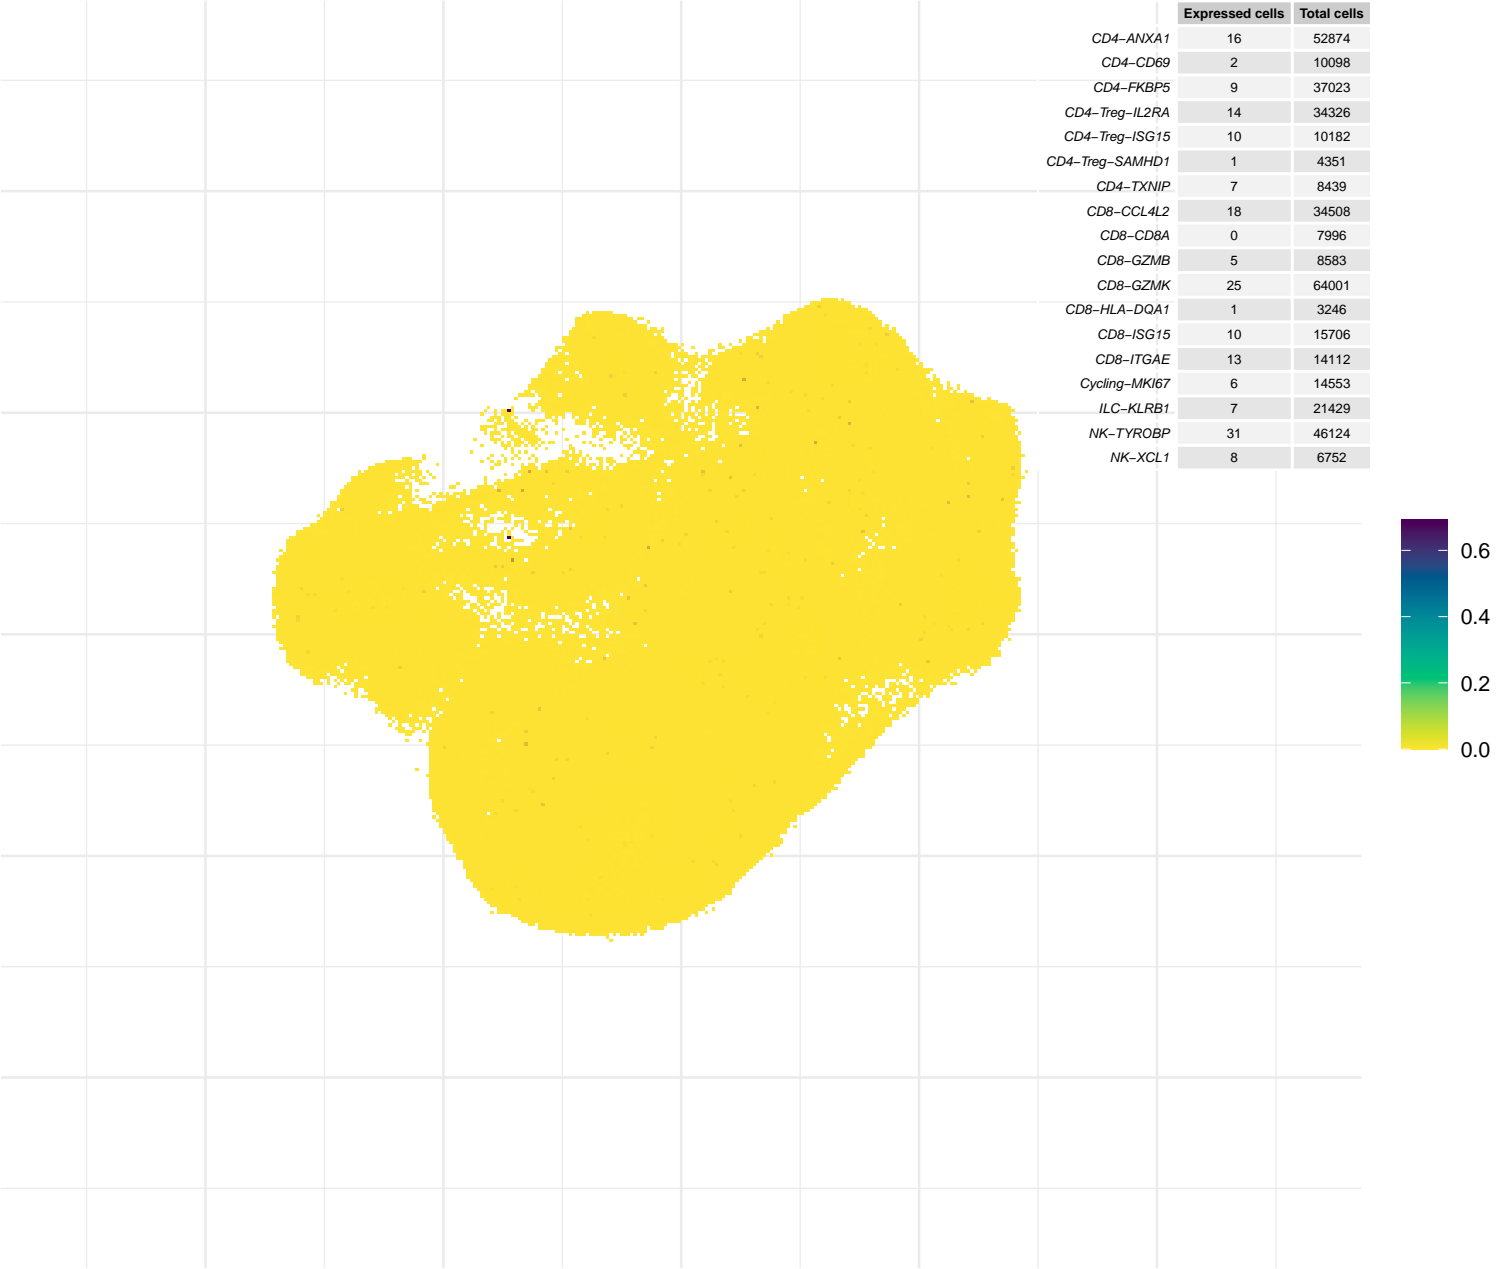 Expressed cells Total cells
CD4−ANXA1 16 52874
CD4−CD69 2 10098
CD4−FKBP5 9 37023
CD4−Treg−IL2RA 14 34326
CD4−Treg−ISG15 10 10182
CD4−Treg−SAMHD1 1 4351
CD4−TXNIP 7 8439
CD8−CCL4L2 18 34508
CD8−CD8A 0 7996
CD8−GZMB 5 8583
CD8−GZMK 25 64001
CD8−HLA−DQA1 1 3246
CD8−ISG15 10 15706
CD8−ITGAE 13 14112
Cycling−MKI67 6 14553
ILC−KLRB1 7 21429
NK−TYROBP 31 46124
NK−XCL1 8 6752
0.6
0.4
0.2
0.0